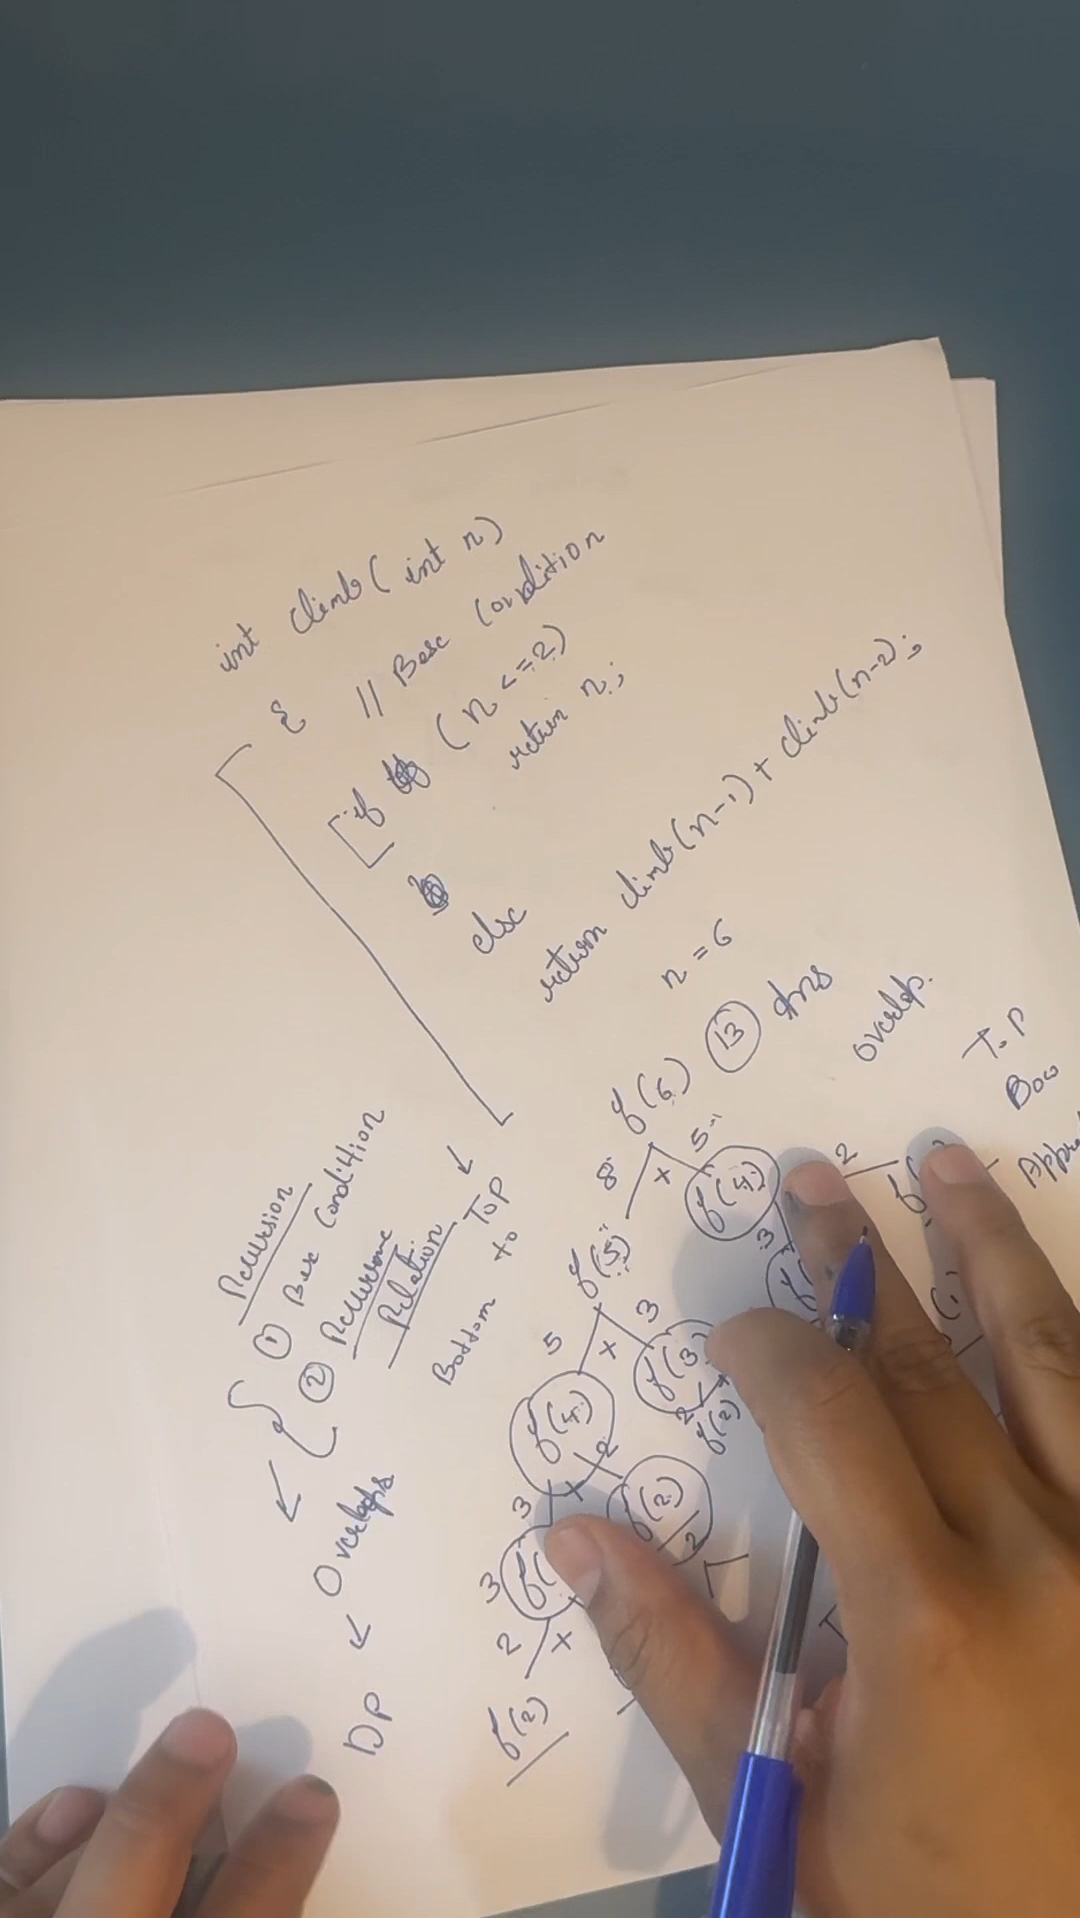 int climb( int n)
{ // Base Condition
if (n <=2)
return n;
else
return climb(n-1) + climb(n-2);
n = 6
f(6) 13 Ans
Overlap.
T.P
8 + 5
f(5) f(4)
5 + 3
f(4) f(3)
3 + 2
f(2)
2 + f(2)
3
2 +
f(2)
2
3
2
Recursion
① Base Condition
② Recursive
Relation
Bottom to TOP
Overlaps
DP